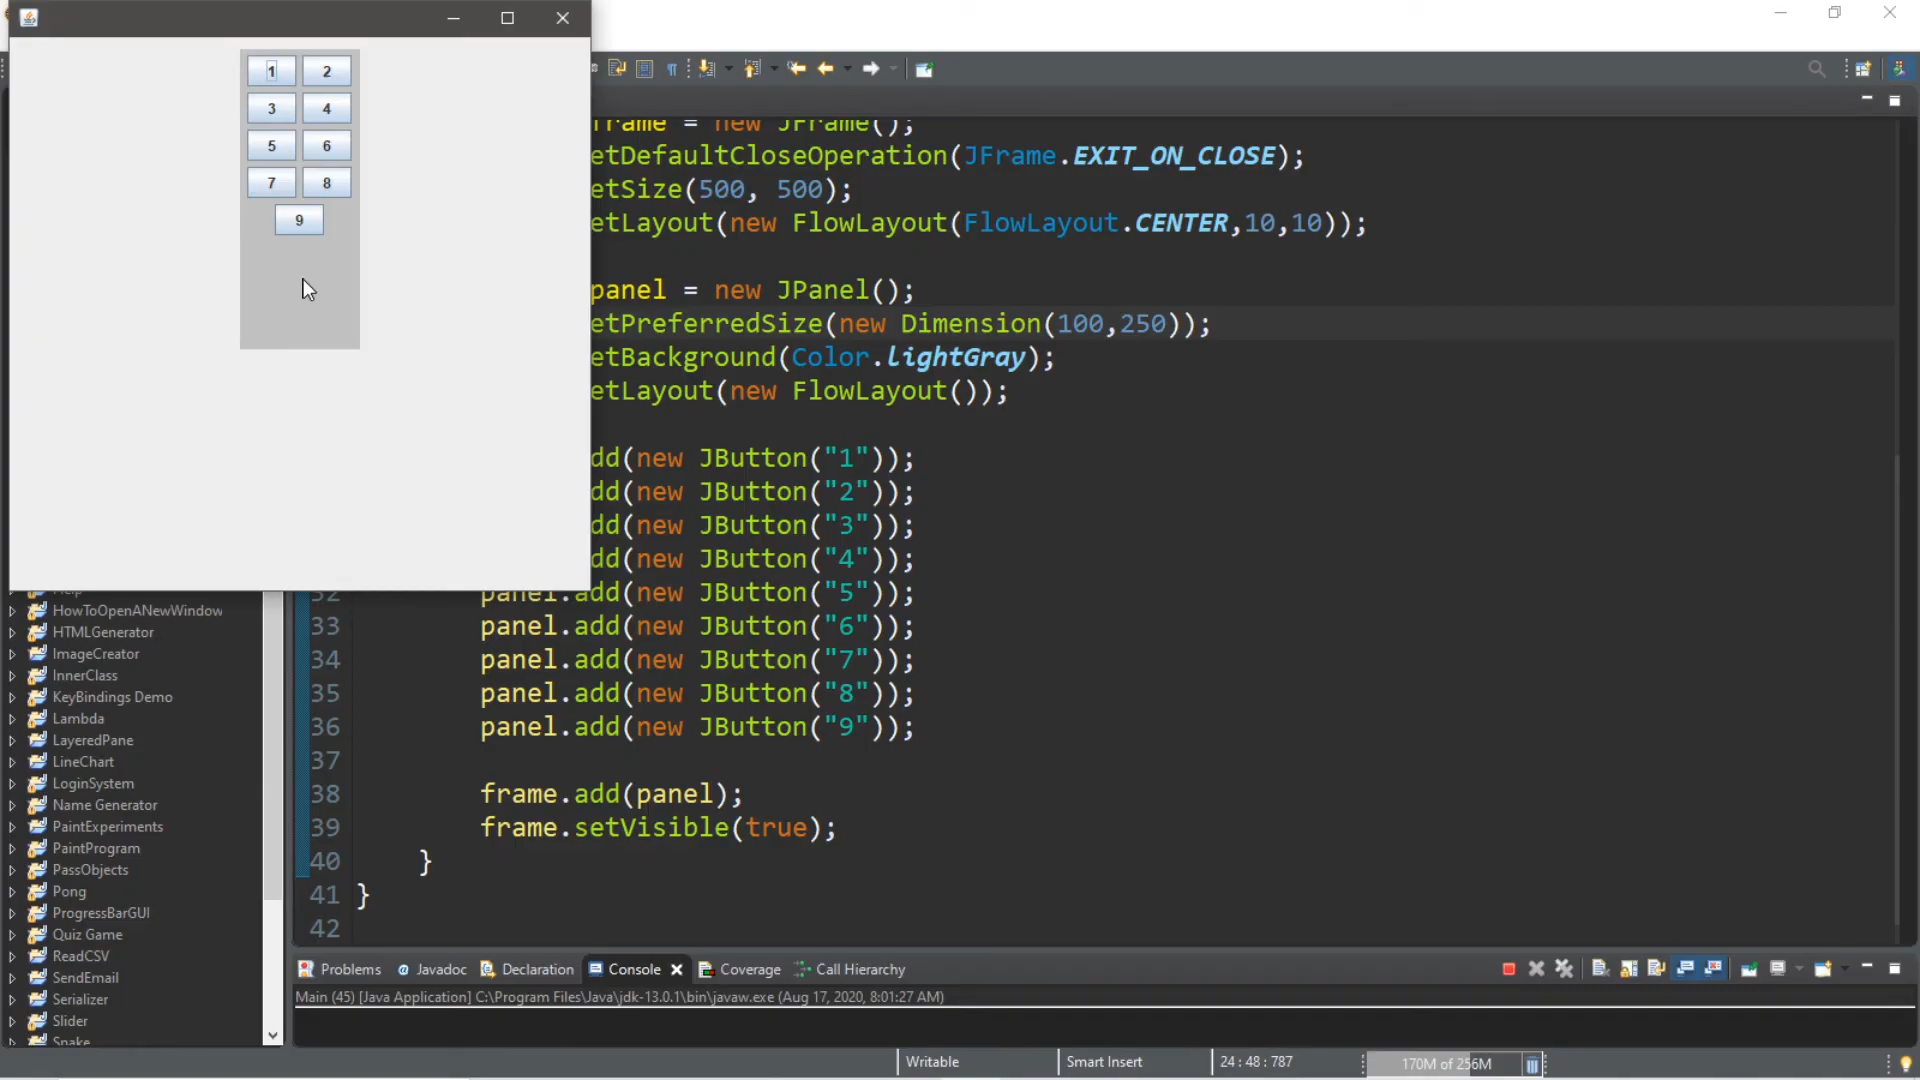 1 2
3 4
5 6
7 8
9
frame = new JFrame();
etDefaultCloseOperation(JFrame.EXIT_ON_CLOSE);
etSize(500, 500);
etLayout(new FlowLayout(FlowLayout.CENTER,10,10));
panel = new JPanel();
etPreferredSize(new Dimension(100,250));
etBackground(Color.lightGray);
etLayout(new FlowLayout());
dd(new JButton("1"));
dd(new JButton("2"));
dd(new JButton("3"));
dd(new JButton("4"));
32 panel.add(new JButton("5"));
33 panel.add(new JButton("6"));
34 panel.add(new JButton("7"));
35 panel.add(new JButton("8"));
36 panel.add(new JButton("9"));
37
38 frame.add(panel);
39 frame.setVisible(true);
40 }
41 }
42
Help
HowToOpenANewWindow
HTMLGenerator
ImageCreator
InnerClass
KeyBindings Demo
Lambda
LayeredPane
LineChart
LoginSystem
Name Generator
PaintExperiments
PaintProgram
PassObjects
Pong
ProgressBarGUI
Quiz Game
ReadCSV
SendEmail
Serializer
Slider
Snake
Problems @ Javadoc Declaration Console Coverage Call Hierarchy
Main (45) [Java Application] C:\Program Files\Java\jdk-13.0.1\bin\javaw.exe (Aug 17, 2020, 8:01:27 AM)
Writable Smart Insert 24 : 48 : 787 170M of 256M